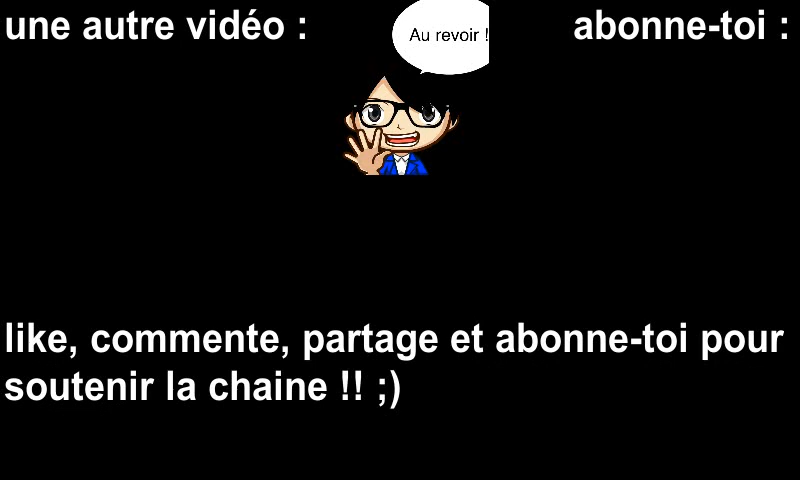 une autre vidéo :
Au revoir !
abonne-toi :
like, commente, partage et abonne-toi pour
soutenir la chaine !! ;)